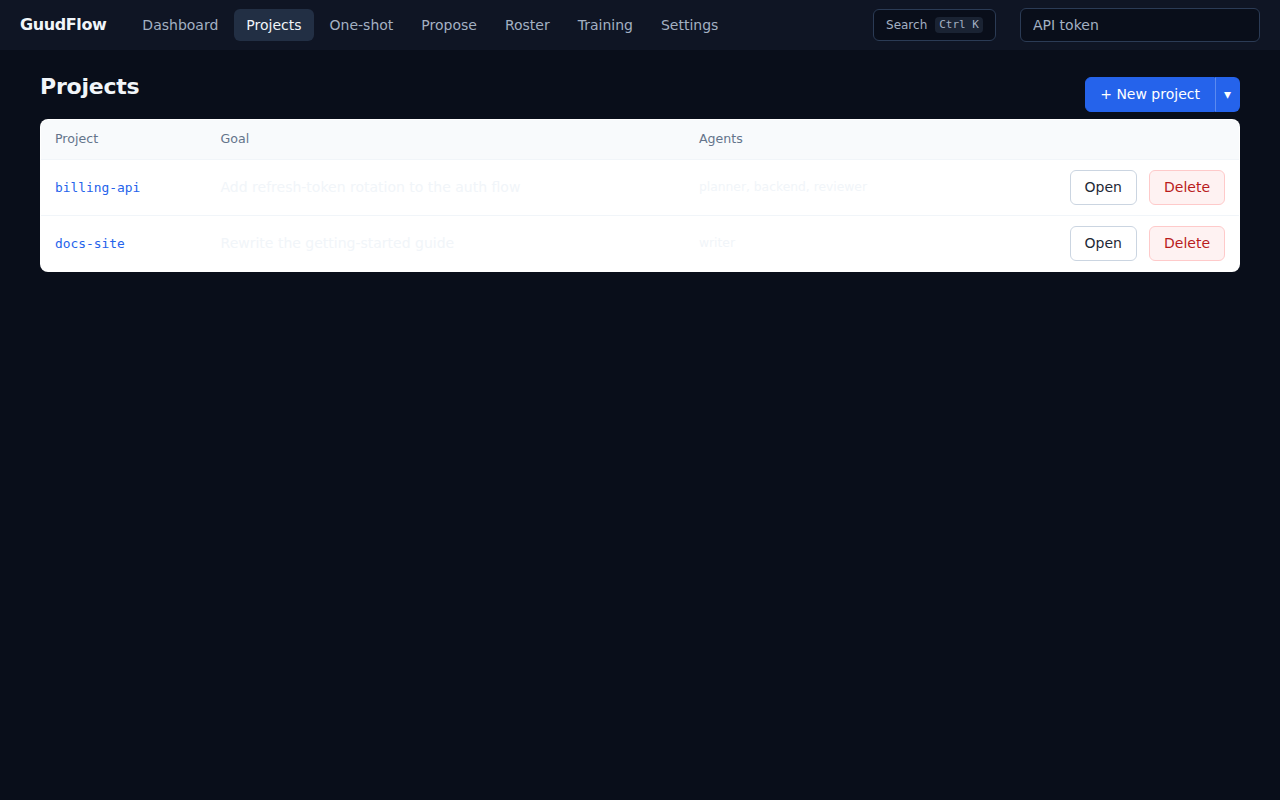 GuudFlow Dashboard Projects One-shot Propose Roster Training Settings Search Ctrl K API token
Projects
+ New project ▾
Project Goal Agents
billing-api Add refresh-token rotation to the auth flow planner, backend, reviewer Open Delete
docs-site Rewrite the getting-started guide writer Open Delete